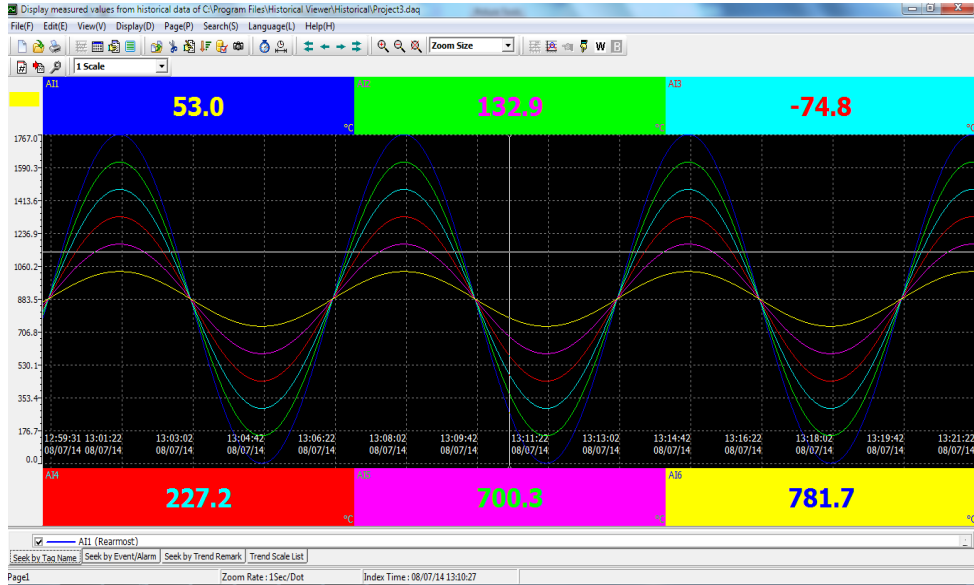 Display measured values from historical data of C:\Program Files\Historical Viewer\Historical\Project3.daq
File(F) Edit(E) View(V) Display(D) Page(P) Search(S) Language(L) Help(H)
Zoom Size
W
1 Scale
AI1 AI2 AI3
53.0 132.9 -74.8
°C °C °C
1767.0
1590.3
1413.6
1236.9
1060.2
883.5
706.8
530.1
353.4
176.7
12:59:31 13:01:22 13:03:02 13:04:42 13:06:22 13:08:02 13:09:42 13:11:22 13:13:02 13:14:42 13:16:22 13:18:02 13:19:42 13:21:22
08/07/14 08/07/14 08/07/14 08/07/14 08/07/14 08/07/14 08/07/14 08/07/14 08/07/14 08/07/14 08/07/14 08/07/14 08/07/14 08/07/14
0.0
AI4 AI5 AI6
227.2 700.3 781.7
°C °C °C
AI1 (Rearmost)
Seek by Tag Name Seek by Event/Alarm Seek by Trend Remark Trend Scale List
Page1 Zoom Rate : 1Sec/Dot Index Time : 08/07/14 13:10:27